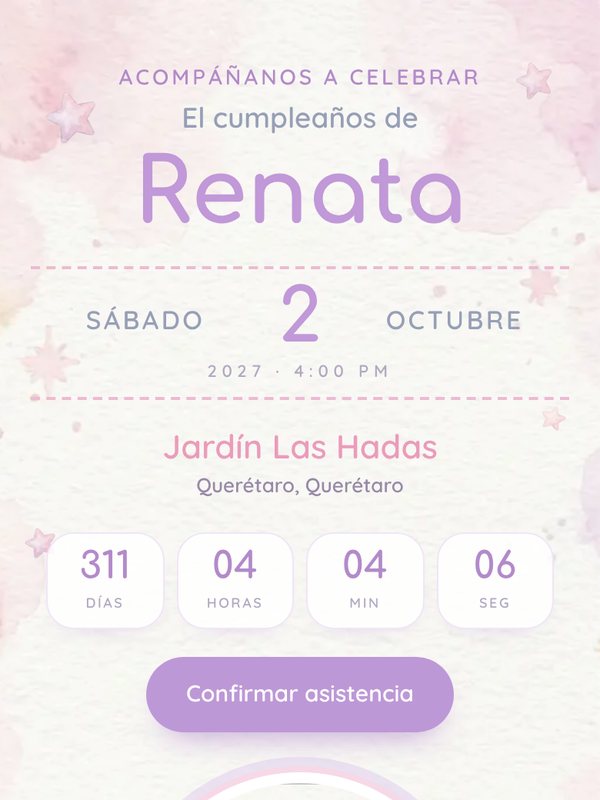 ACOMPÁÑANOS A CELEBRAR
El cumpleaños de
Renata
SÁBADO 2 OCTUBRE
2027 · 4:00 PM
Jardín Las Hadas
Querétaro, Querétaro
311 04 04 06
DÍAS HORAS MIN SEG
Confirmar asistencia